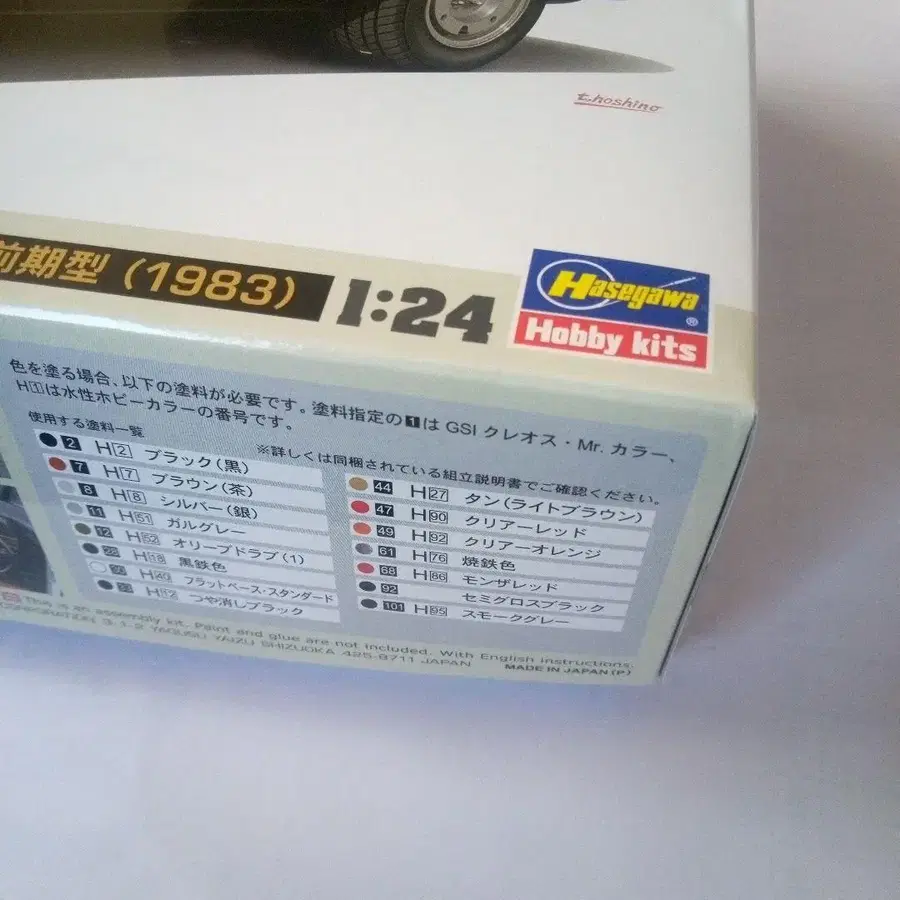 t.hoshino
前期型 (1983)
1:24
Hasegawa®
Hobby kits
色を塗る場合、以下の塗料が必要です。塗料指定の1はGSI クレオス・Mr. カラー、
H1は水性ホビーカラーの番号です。
使用する塗料一覧
※詳しくは同梱されている組立説明書でご確認ください。
2 H2 ブラック(黒)
7 H7 ブラウン(茶)
8 H8 シルバー(銀)
11 H51 ガルグレー
12 H52 オリーブドラブ(1)
28 H18 黒鉄色
30 H40 フラットベース・スタンダード
33 H12 つや消しブラック
44 H27 タン(ライトブラウン)
47 H90 クリアーレッド
49 H92 クリアーオレンジ
61 H76 焼鉄色
68 H86 モンザレッド
92 セミグロスブラック
101 H95 スモークグレー
This is an assembly kit. Paint and glue are not included. With English instructions.
CORPORATION 3-1-2 YAGUSU YAIZU SHIZUOKA 425-8711 JAPAN
MADE IN JAPAN (P)